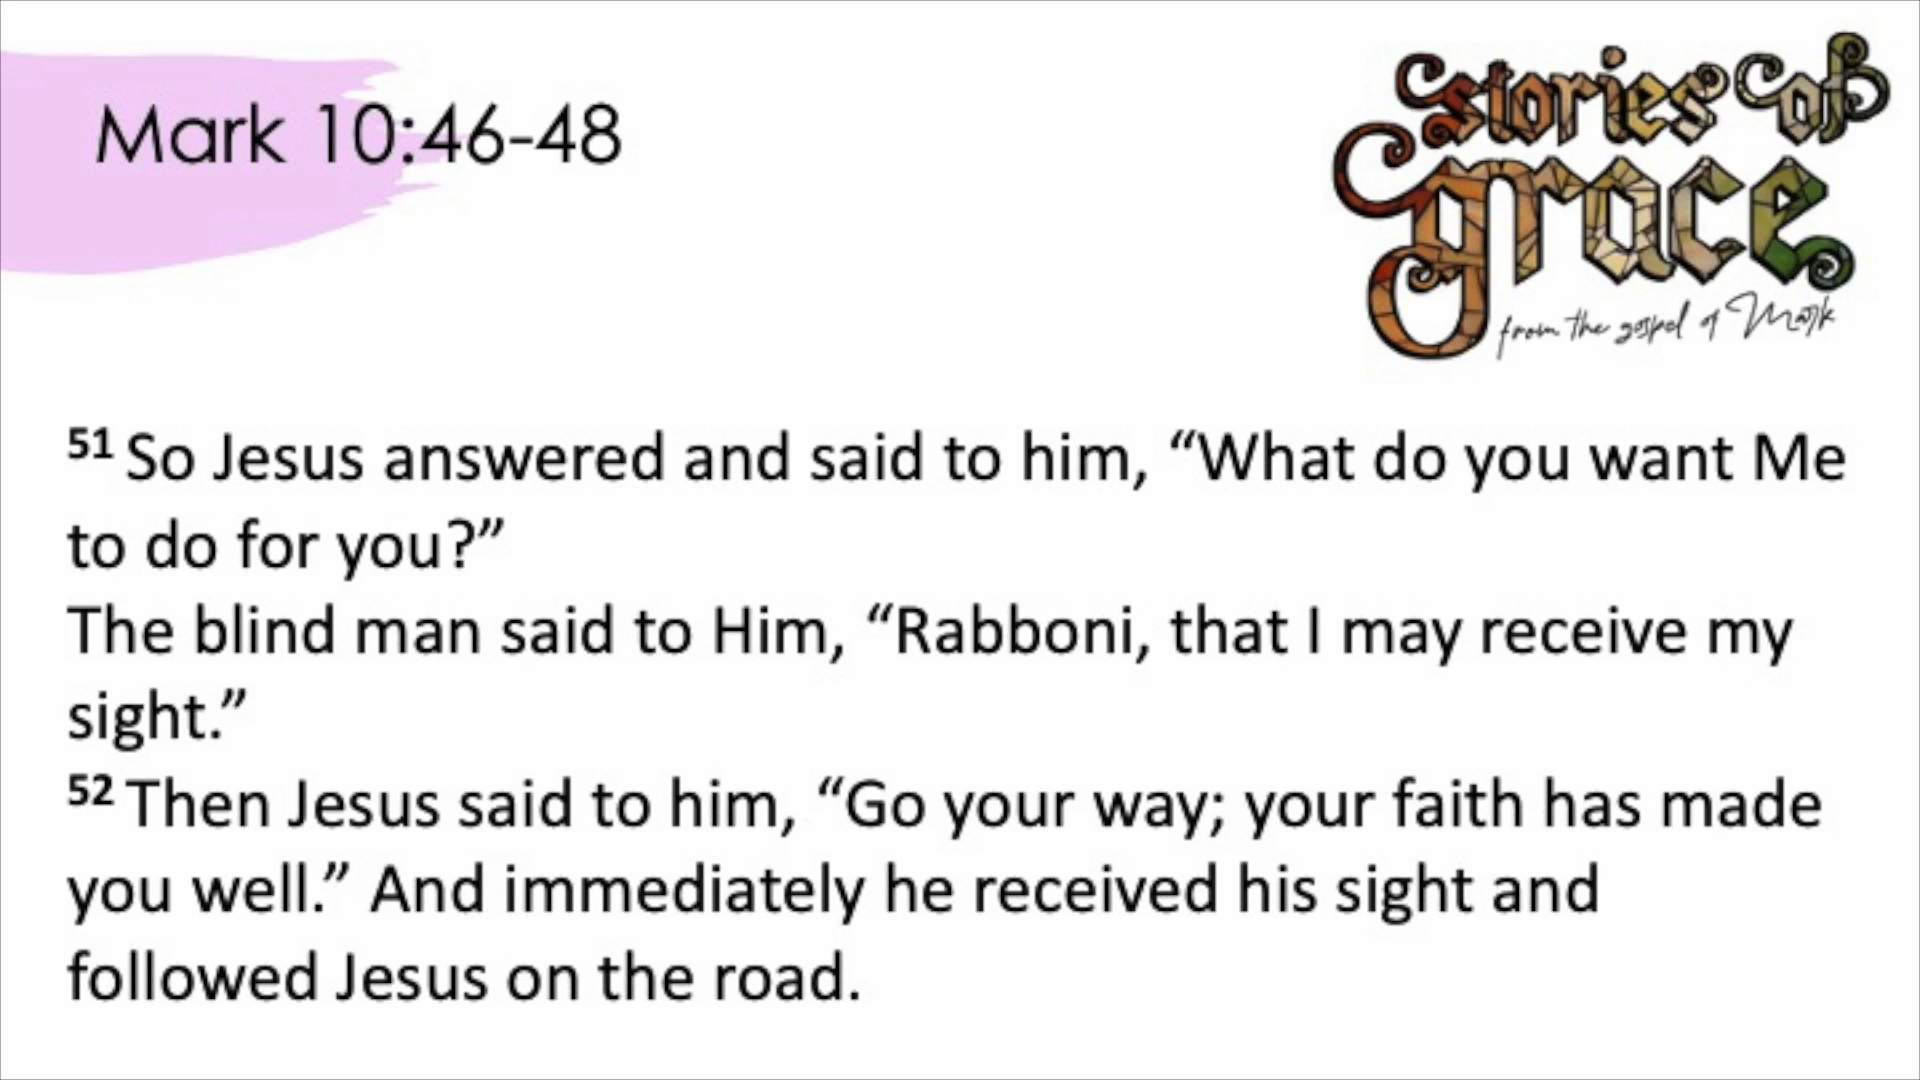 Mark 10:46-48
stories of
grace
from the gospel of Mark
51 So Jesus answered and said to him, “What do you want Me
to do for you?”
The blind man said to Him, “Rabboni, that I may receive my
sight.”
52 Then Jesus said to him, “Go your way; your faith has made
you well.” And immediately he received his sight and
followed Jesus on the road.